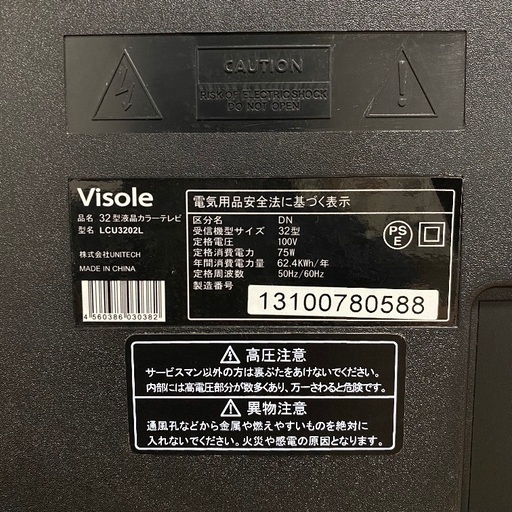 CAUTION
RISK OF ELECTRIC SHOCK
DO NOT OPEN
Visole
品名 32型液晶カラーテレビ
型名 LCU3202L
株式会社UNITECH
MADE IN CHINA
4 560386 030382
電気用品安全法に基づく表示
区分名 DN
受信機型サイズ 32型
定格電圧 100V
定格消費電力 75W
年間消費電力量 62.4KWh/年
定格周波数 50Hz/60Hz
製造番号 13100780588
PS
E
高圧注意
サービスマン以外の方は裏ぶたをあけないでください。
内部には高電圧部分が数多くあり、万一さわると危険です。
異物注意
通風孔などから金属や燃えやすいものを絶対に
入れないでください。火災や感電の原因となります。